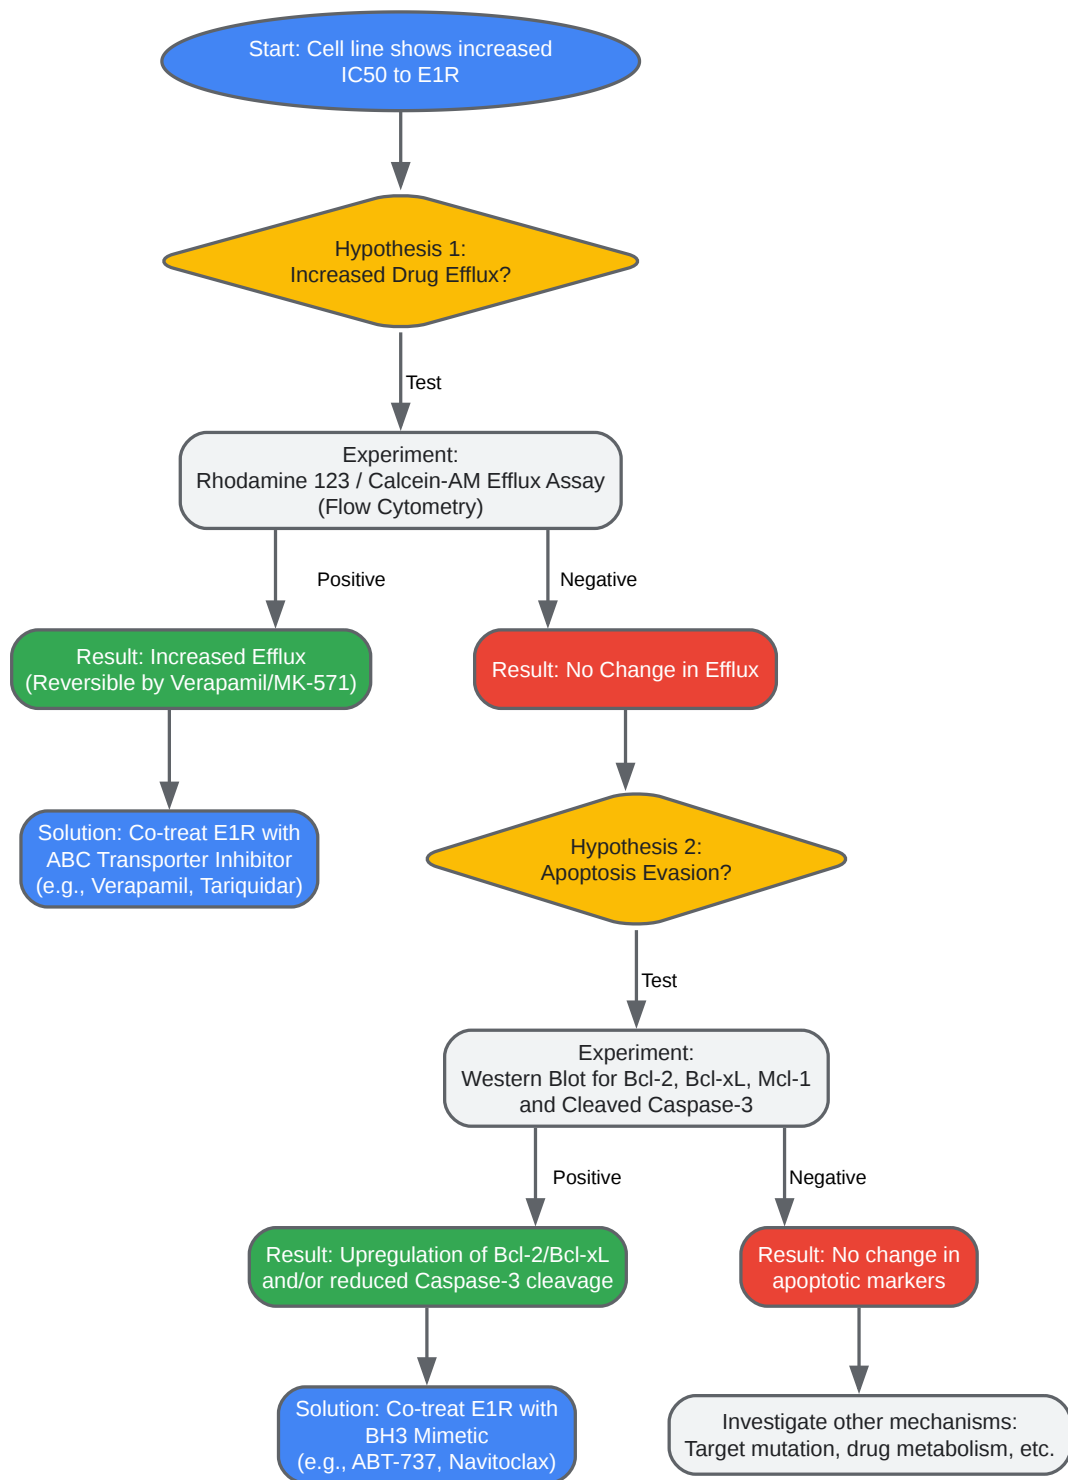 Start: Cell line shows increased
IC50 to E1R
Hypothesis 1:
Increased Drug Efflux?
Test
Experiment:
Rhodamine 123 / Calcein-AM Efflux Assay
(Flow Cytometry)
Positive
Negative
Result: Increased Efflux
(Reversible by Verapamil/MK-571)
Result: No Change in Efflux
Solution: Co-treat E1R with
ABC Transporter Inhibitor
(e.g., Verapamil, Tariquidar)
Hypothesis 2:
Apoptosis Evasion?
Test
Experiment:
Western Blot for Bcl-2, Bcl-xL, Mcl-1
and Cleaved Caspase-3
Positive
Negative
Result: Upregulation of Bcl-2/Bcl-xL
and/or reduced Caspase-3 cleavage
Result: No change in
apoptotic markers
Solution: Co-treat E1R with
BH3 Mimetic
(e.g., ABT-737, Navitoclax)
Investigate other mechanisms:
Target mutation, drug metabolism, etc.